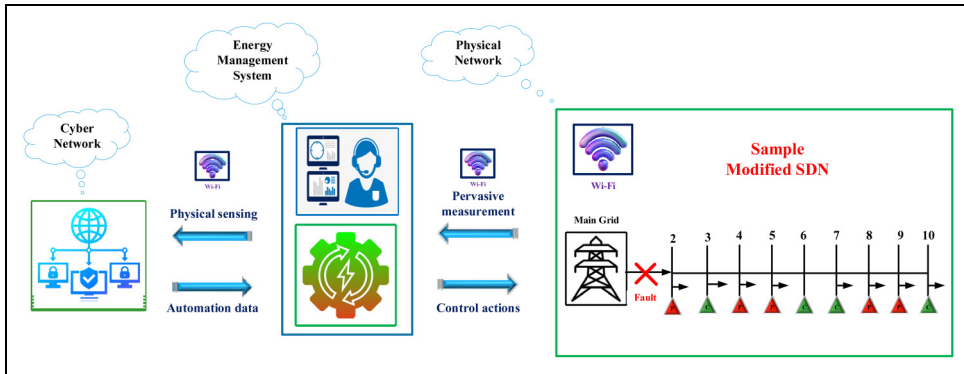 Energy
Management
System
Physical
Network
Cyber
Network
Wi-Fi
Physical sensing
Automation data
Wi-Fi
Pervasive
measurement
Control actions
Wi-Fi
Sample
Modified SDN
Main Grid
Fault
2 3 4 5 6 7 8 9 10
C P P C C P P C